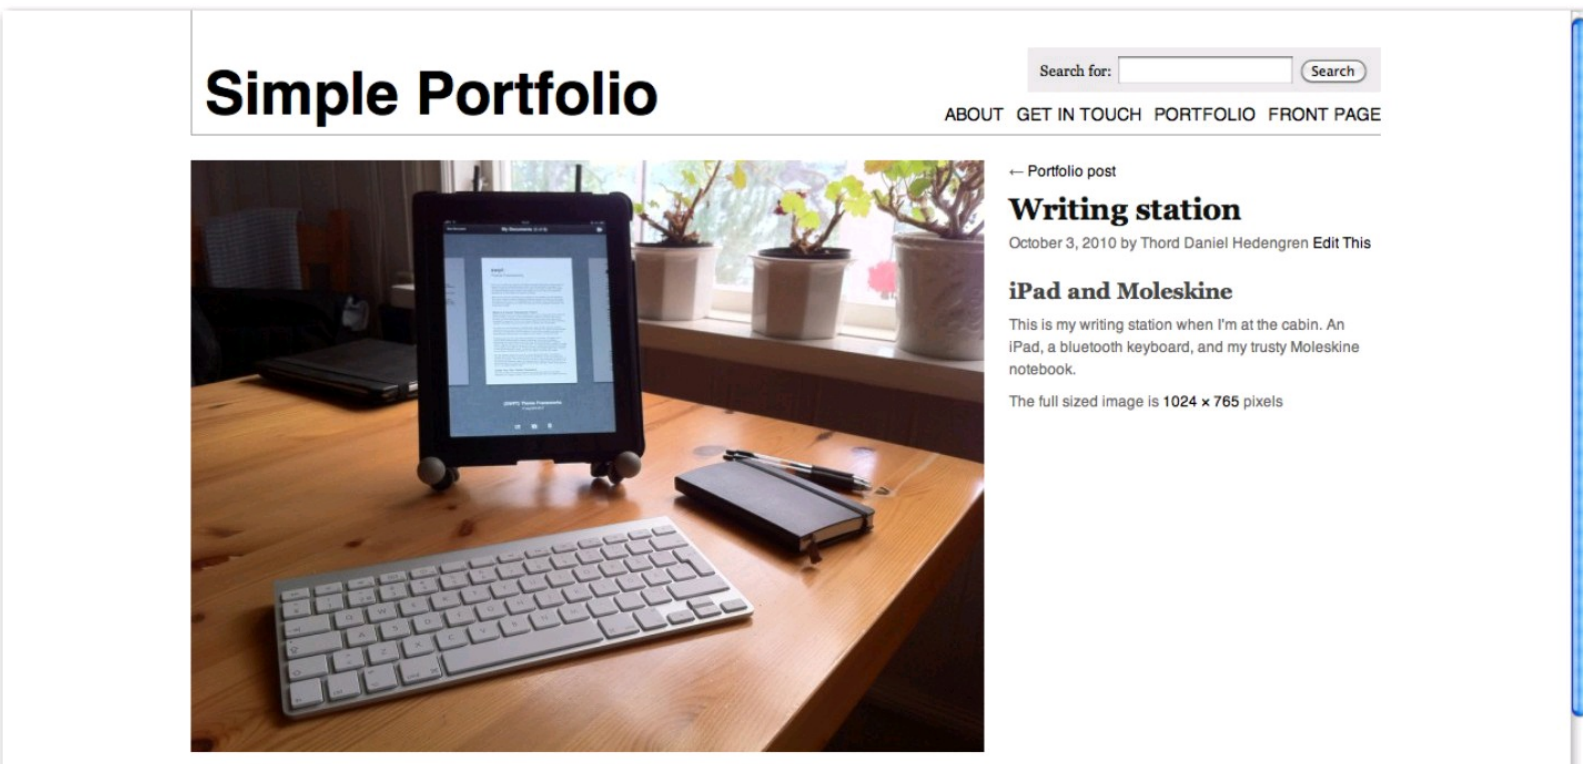 Simple Portfolio
Search for:
Search
ABOUT GET IN TOUCH PORTFOLIO FRONT PAGE
← Portfolio post
Writing station
October 3, 2010 by Thord Daniel Hedengren Edit This
iPad and Moleskine
This is my writing station when I'm at the cabin. An
iPad, a bluetooth keyboard, and my trusty Moleskine
notebook.
The full sized image is 1024 × 765 pixels
My Documents